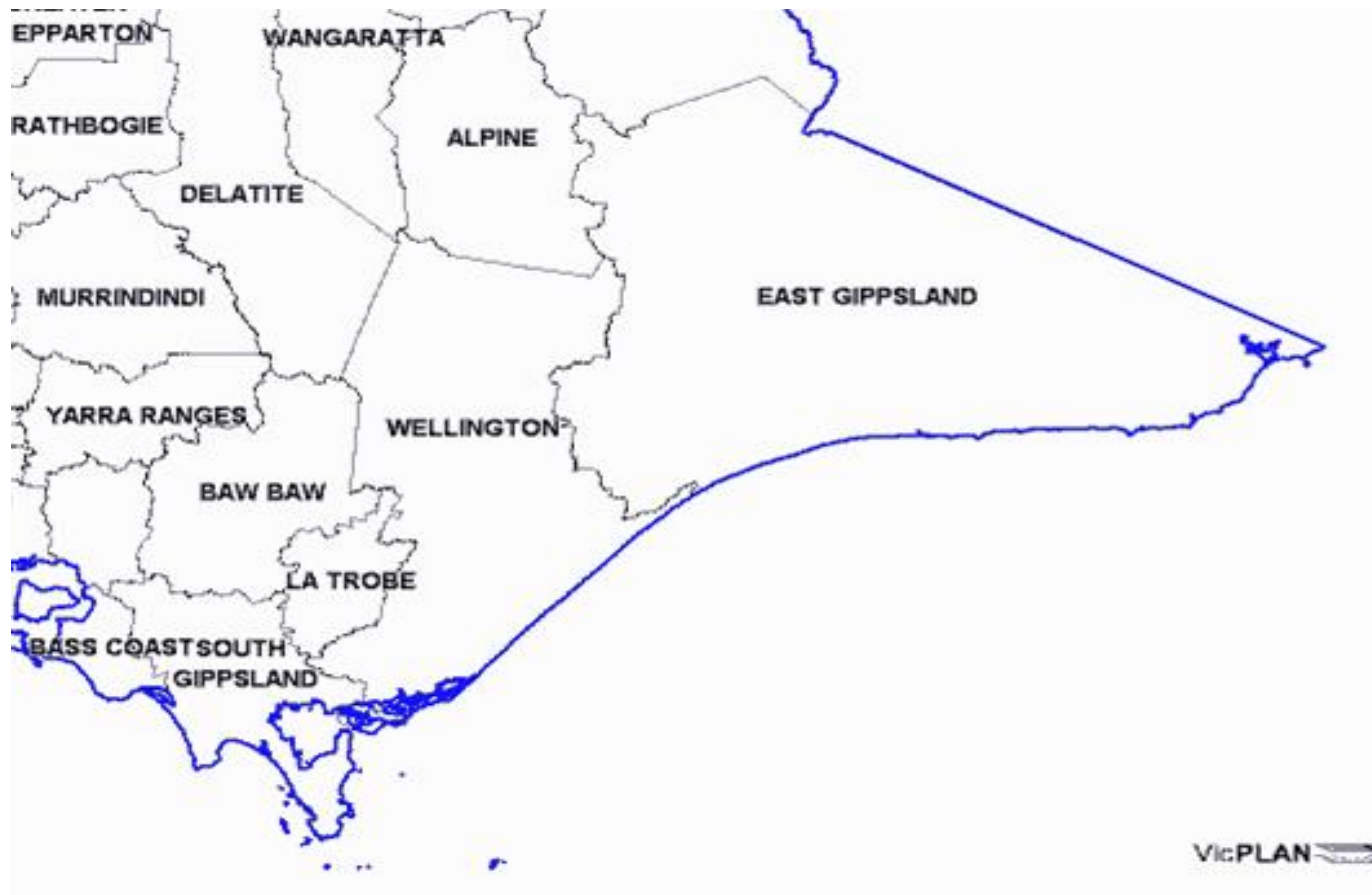 EPPARTON
WANGARATTA
RATHBOGIE
ALPINE
DELATITE
MURRINDINDI
EAST GIPPSLAND
YARRA RANGES
WELLINGTON
BAW BAW
LA TROBE
BASS COAST
SOUTH
GIPPSLAND
VicPLAN